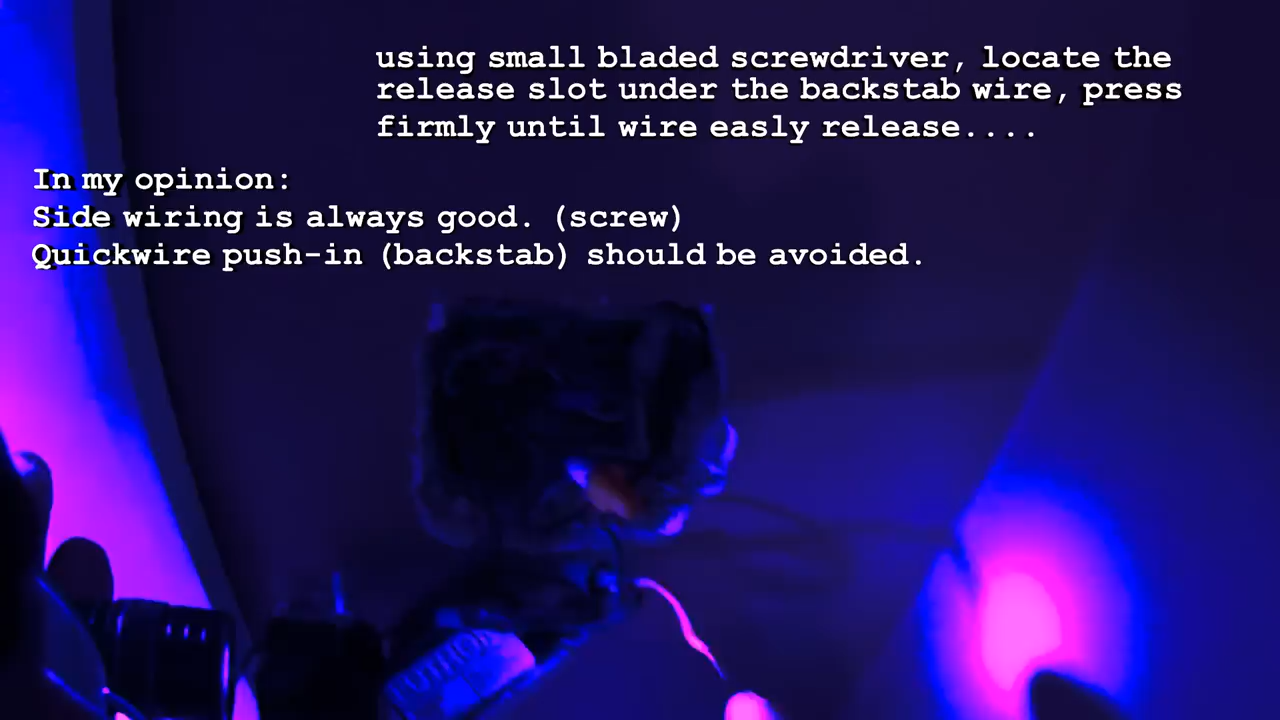 using small bladed screwdriver, locate the
release slot under the backstab wire, press
firmly until wire easly release....
In my opinion:
Side wiring is always good. (screw)
Quickwire push-in (backstab) should be avoided.